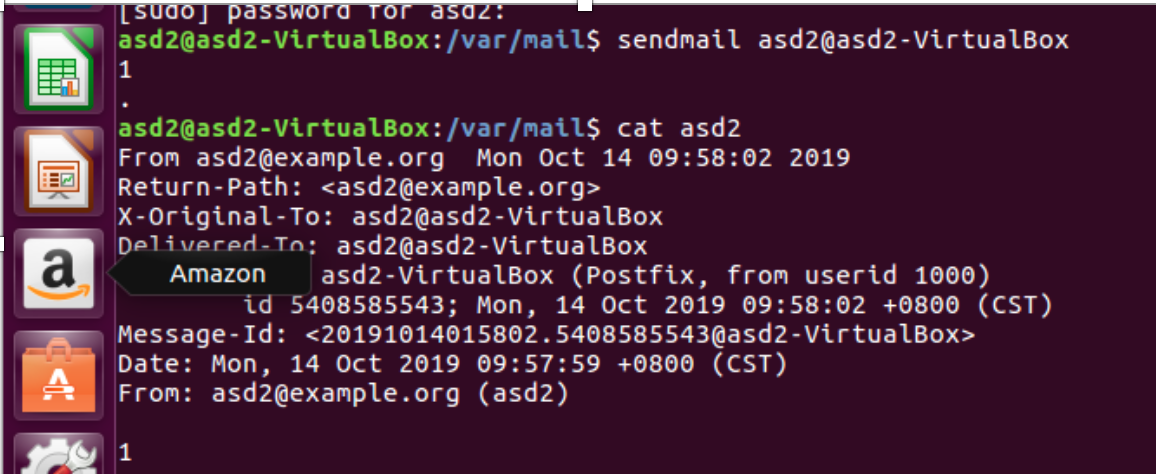 [sudo] password for asd2:
asd2@asd2-VirtualBox:/var/mail$ sendmail asd2@asd2-VirtualBox
1
.
asd2@asd2-VirtualBox:/var/mail$ cat asd2
From asd2@example.org  Mon Oct 14 09:58:02 2019
Return-Path: <asd2@example.org>
X-Original-To: asd2@asd2-VirtualBox
Delivered-To: asd2@asd2-VirtualBox
Amazon
asd2-VirtualBox (Postfix, from userid 1000)
id 5408585543; Mon, 14 Oct 2019 09:58:02 +0800 (CST)
Message-Id: <20191014015802.5408585543@asd2-VirtualBox>
Date: Mon, 14 Oct 2019 09:57:59 +0800 (CST)
From: asd2@example.org (asd2)
1